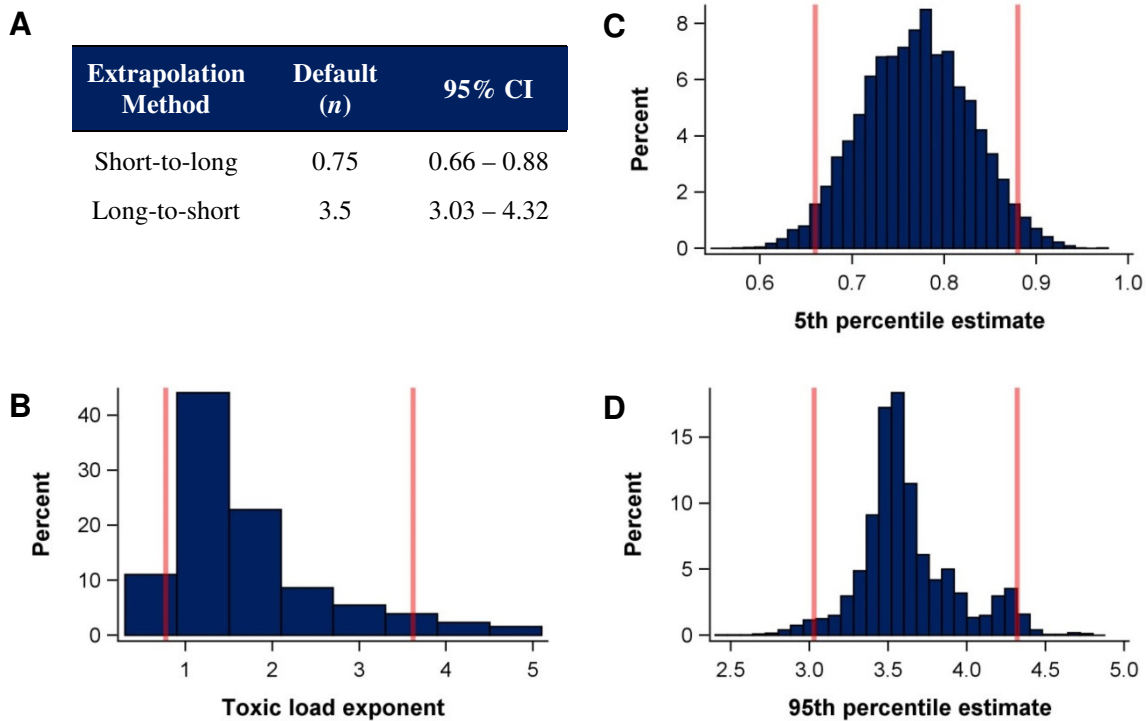 A
Extrapolation Method Default (n) 95% CI
Short-to-long 0.75 0.66 – 0.88
Long-to-short 3.5 3.03 – 4.32
B
Percent
40
30
20
10
0
1 2 3 4 5
Toxic load exponent
C
Percent
8
6
4
2
0
0.6 0.7 0.8 0.9 1.0
5th percentile estimate
D
Percent
15
10
5
0
2.5 3.0 3.5 4.0 4.5 5.0
95th percentile estimate